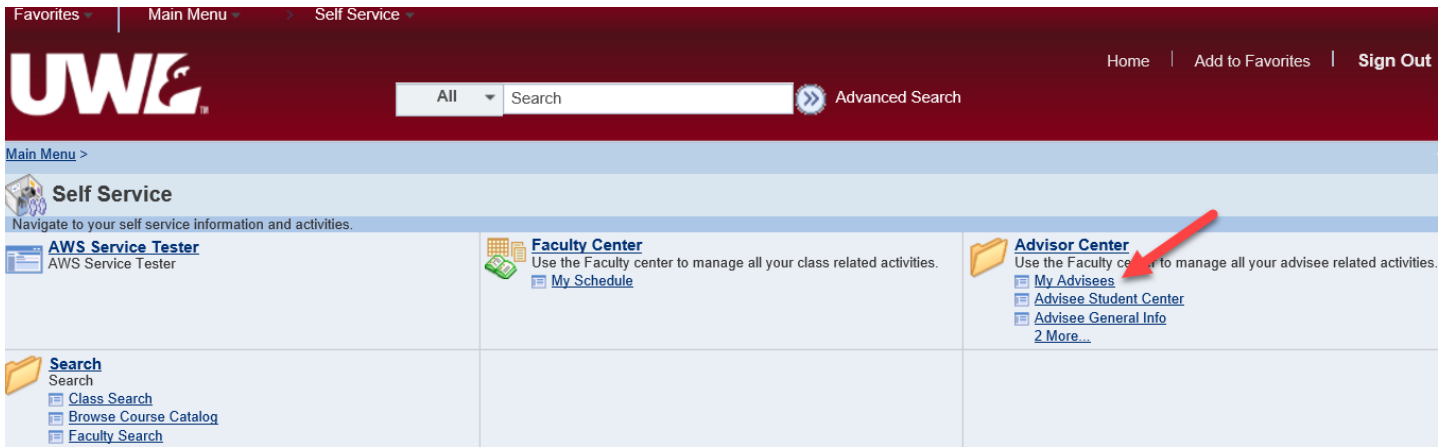 Favorites Main Menu > Self Service
UWL TM
Home | Add to Favorites | Sign Out
All Search Advanced Search
Main Menu >
Self Service
Navigate to your self service information and activities.
AWS Service Tester
AWS Service Tester
Faculty Center
Use the Faculty center to manage all your class related activities.
My Schedule
Advisor Center
Use the Faculty center to manage all your advisee related activities.
My Advisees
Advisee Student Center
Advisee General Info
2 More...
Search
Search
Class Search
Browse Course Catalog
Faculty Search